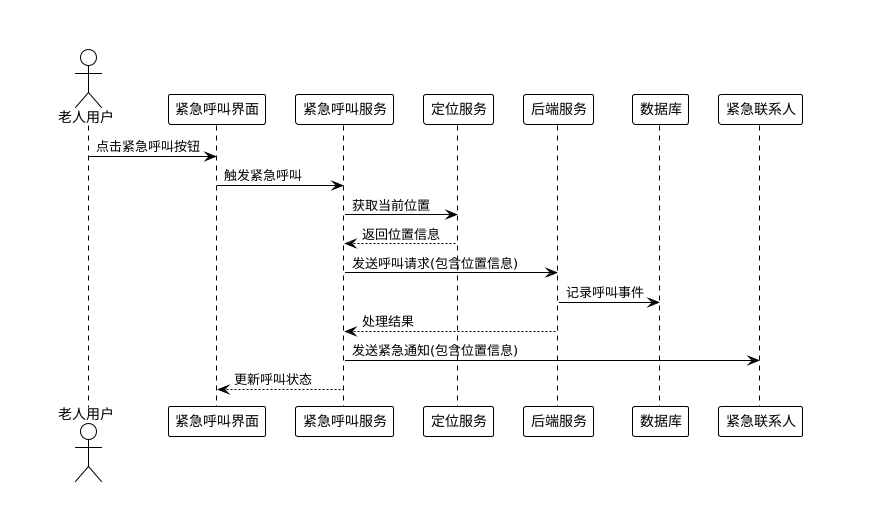 老人用户
紧急呼叫界面
紧急呼叫服务
定位服务
后端服务
数据库
紧急联系人
点击紧急呼叫按钮
触发紧急呼叫
获取当前位置
返回位置信息
发送呼叫请求(包含位置信息)
记录呼叫事件
处理结果
发送紧急通知(包含位置信息)
更新呼叫状态
老人用户
紧急呼叫界面
紧急呼叫服务
定位服务
后端服务
数据库
紧急联系人